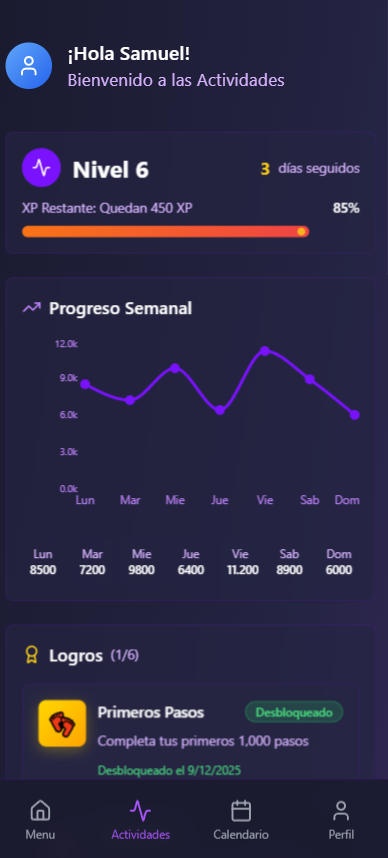 ¡Hola Samuel!
Bienvenido a las Actividades
Nivel 6
3 días seguidos
XP Restante: Quedan 450 XP
85%
Progreso Semanal
12.0k
9.0k
6.0k
3.0k
0.0k
Lun Mar Mie Jue Vie Sab Dom
Lun Mar Mie Jue Vie Sab Dom
8500 7200 9800 6400 11.200 8900 6000
Logros (1/6)
Primeros Pasos Desbloqueado
Completa tus primeros 1,000 pasos
Desbloqueado el 9/12/2025
Menu Actividades Calendario Perfil